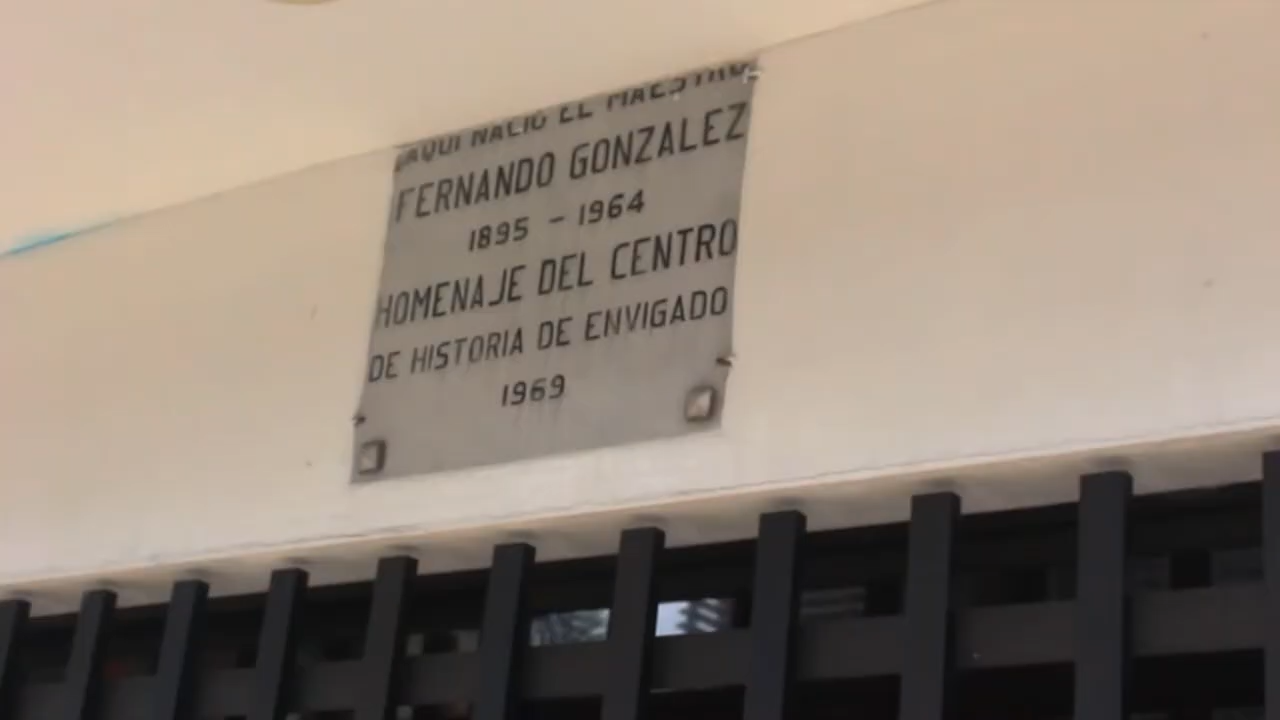 AQUI NACIO EL MAESTRO
FERNANDO GONZALEZ
1895 - 1964
HOMENAJE DEL CENTRO
DE HISTORIA DE ENVIGADO
1969